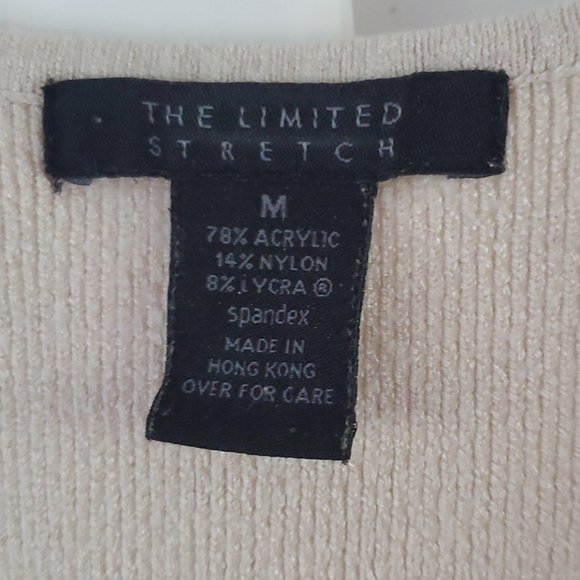 THE LIMITED
STRETCH
M
78% ACRYLIC
14% NYLON
8% LYCRA ®
spandex
MADE IN
HONG KONG
OVER FOR CARE